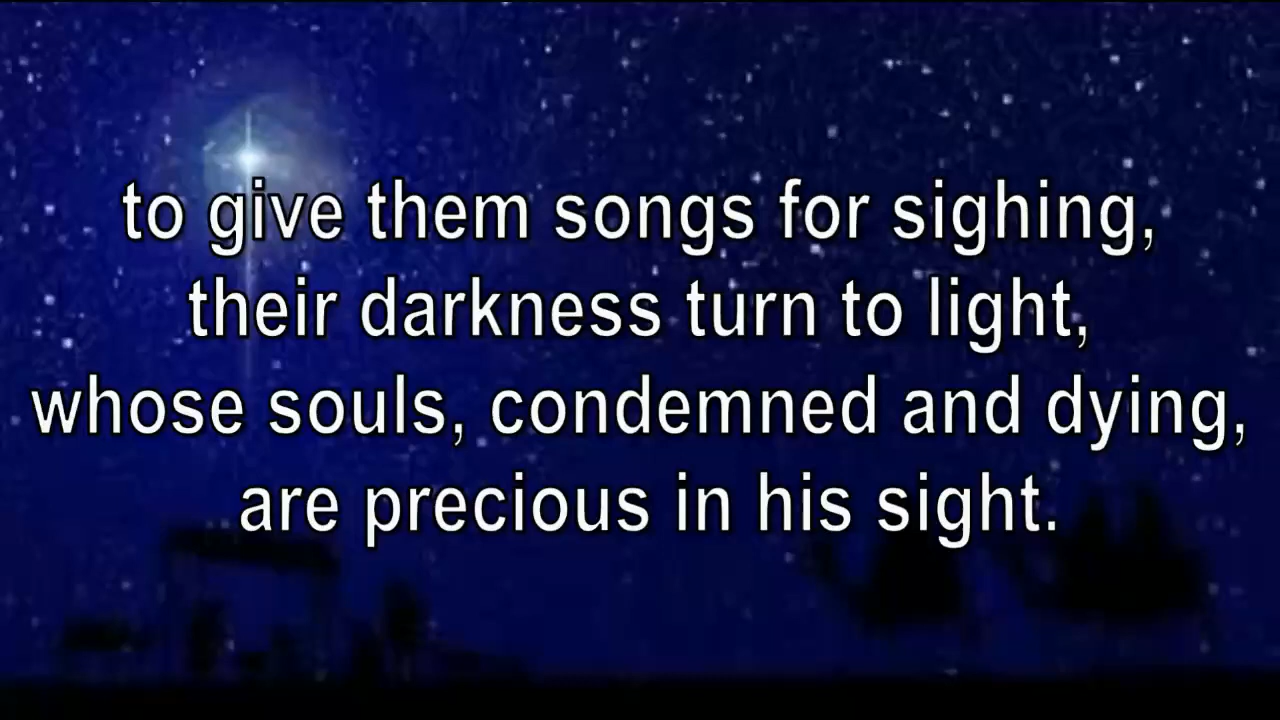 to give them songs for sighing,
their darkness turn to light,
whose souls, condemned and dying,
are precious in his sight.